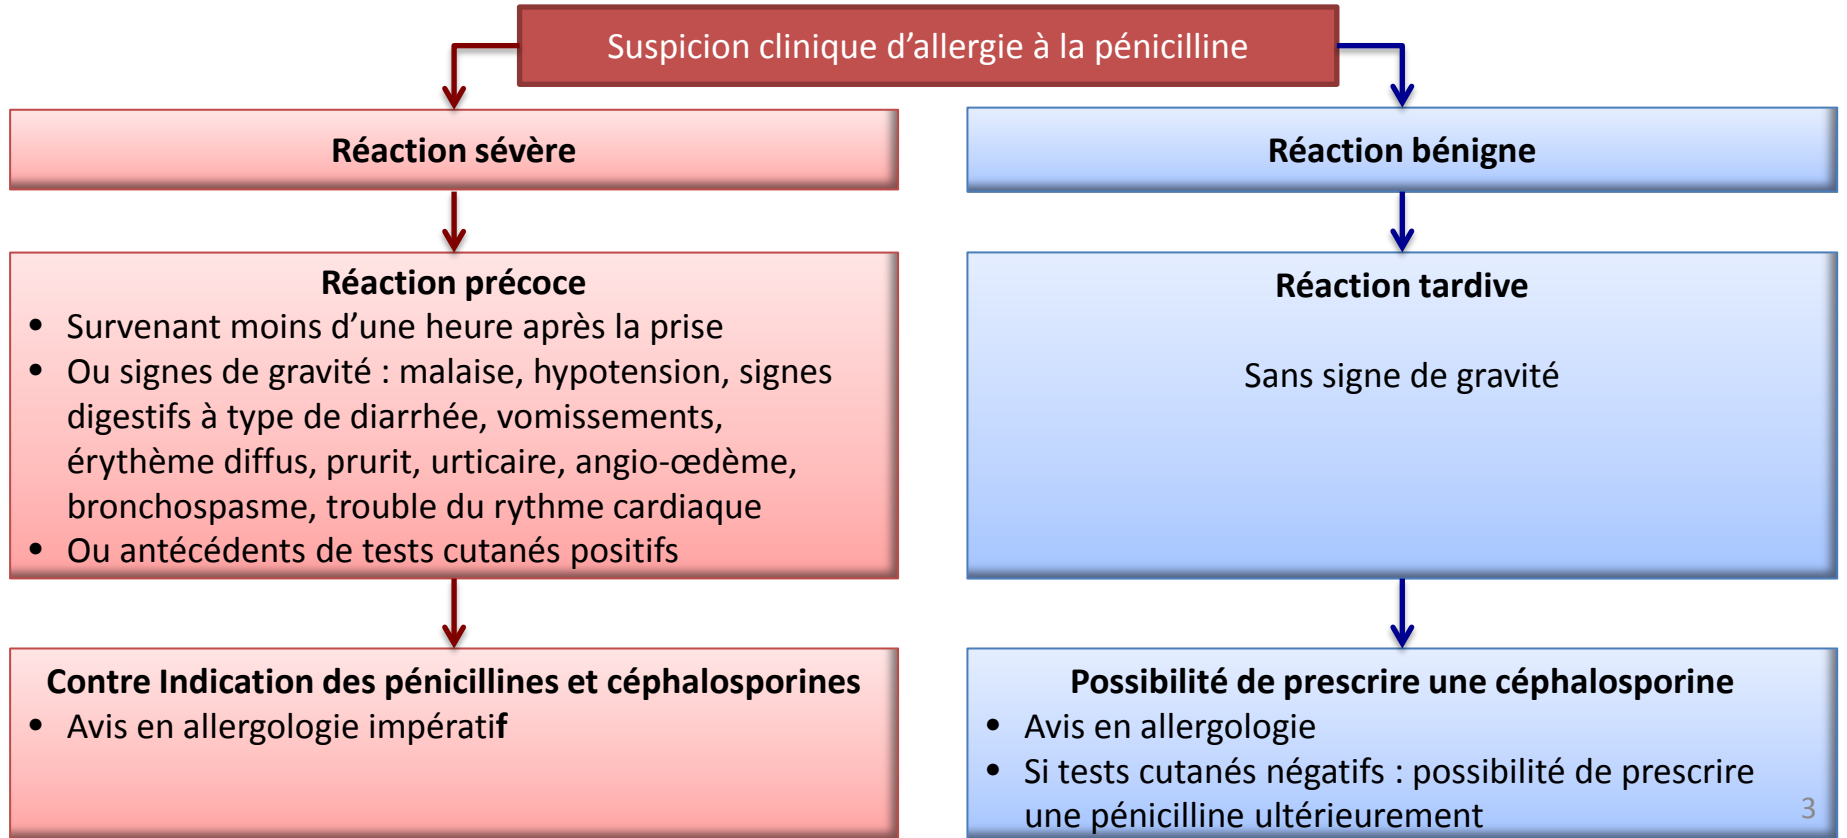 Suspicion clinique d’allergie à la pénicilline
Réaction sévère
Réaction précoce
• Survenant moins d’une heure après la prise
• Ou signes de gravité : malaise, hypotension, signes
digestifs à type de diarrhée, vomissements,
érythème diffus, prurit, urticaire, angio-œdème,
bronchospasme, trouble du rythme cardiaque
• Ou antécédents de tests cutanés positifs
Contre Indication des pénicillines et céphalosporines
• Avis en allergologie impératif
Réaction bénigne
Réaction tardive
Sans signe de gravité
Possibilité de prescrire une céphalosporine
• Avis en allergologie
• Si tests cutanés négatifs : possibilité de prescrire
une pénicilline ultérieurement
3